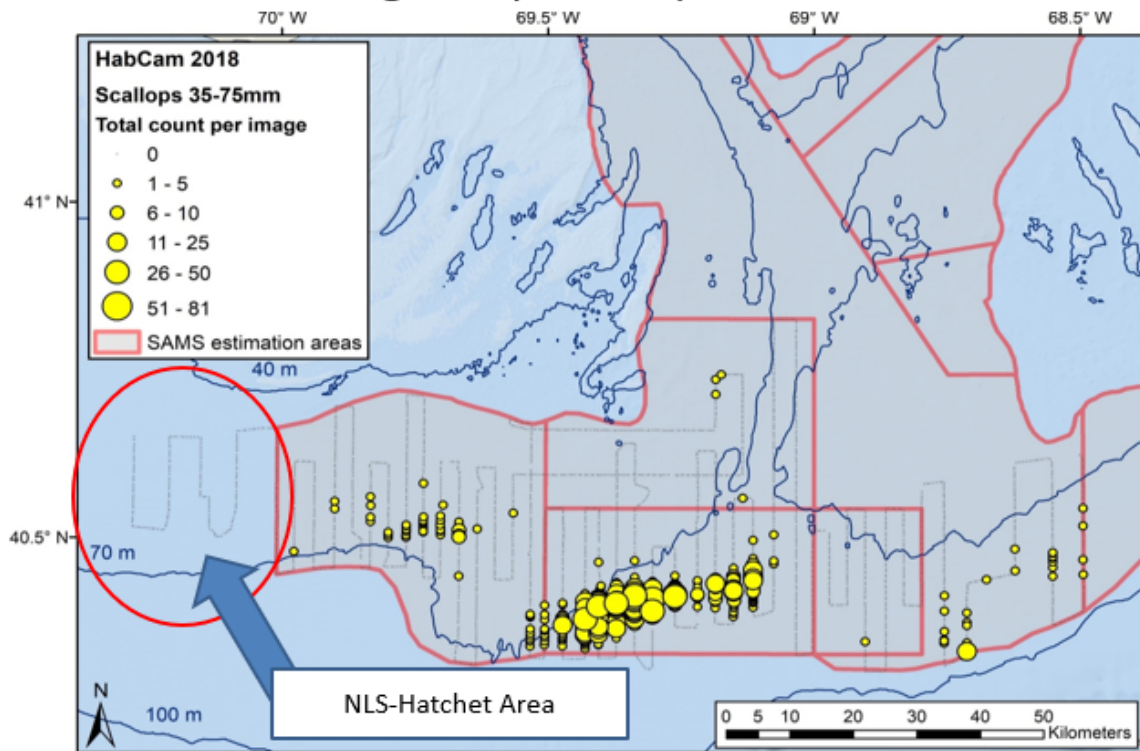 70° W 69.5° W 69° W 68.5° W
HabCam 2018
Scallops 35-75mm
Total count per image
0
1 - 5
6 - 10
11 - 25
26 - 50
51 - 81
SAMS estimation areas
41° N
40 m
40.5° N
70 m
NLS-Hatchet Area
N
100 m
0 5 10 20 30 40 50
Kilometers